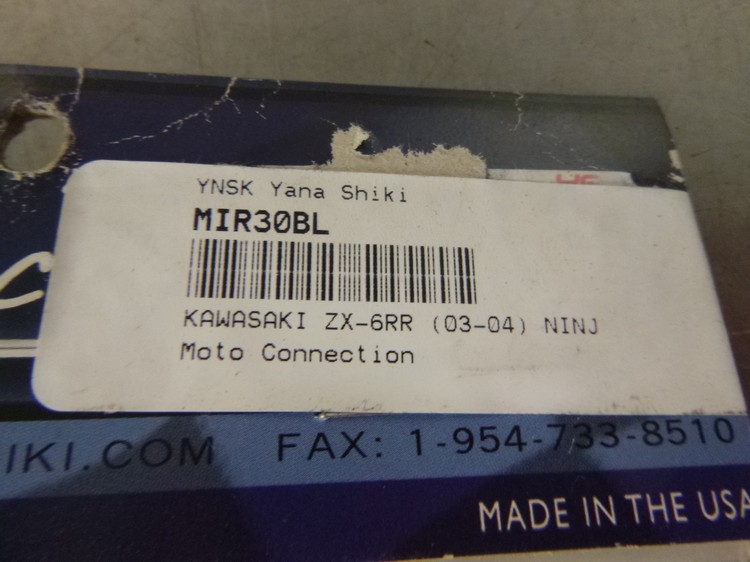 YNSK Yana Shiki
MIR30BL
KAWASAKI ZX-6RR (03-04) NINJ
Moto Connection
IKI.COM FAX: 1-954-733-8510
MADE IN THE USA